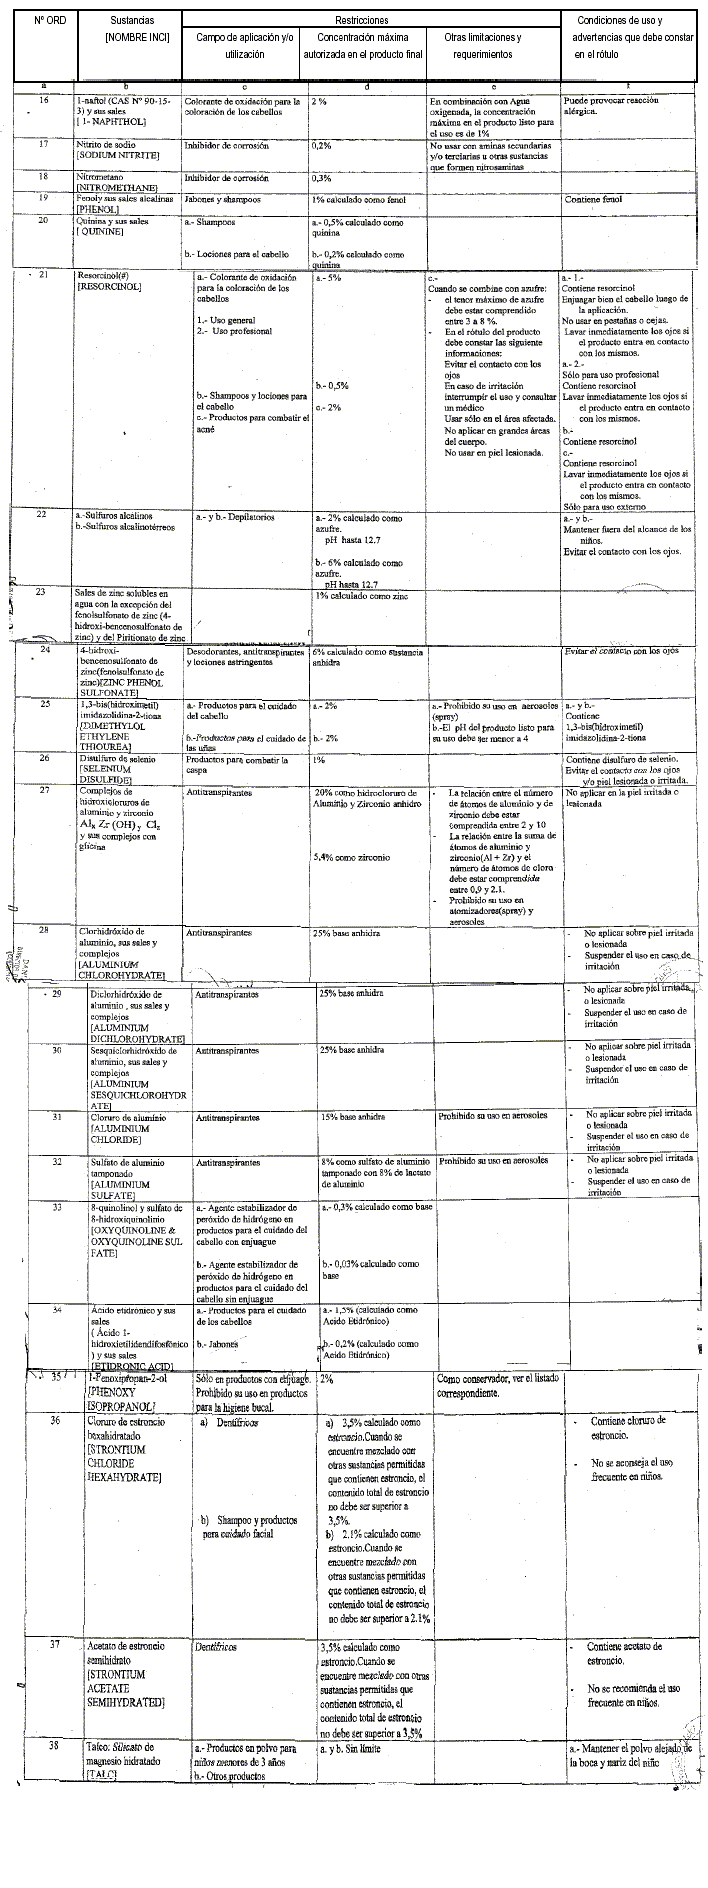 Nº ORD
Sustancias
[NOMBRE INCI]
Restricciones
Campo de aplicación y/o
utilización
Concentración máxima
autorizada en el producto final
Otras limitaciones y
requerimientos
Condiciones de uso y
advertencias que debe constar
en el rótulo
a
b
c
d
e
f
16
1-naftol (CAS Nº 90-15-
3) y sus sales
[ 1- NAPHTHOL]
Colorante de oxidación para la
coloración de los cabellos
2 %
En combinación con Agua
oxigenada, la concentración
máxima en el producto listo para
el uso es de 1%
Puede provocar reacción
alérgica.
17
Nitrito de sodio
[SODIUM NITRITE]
Inhibidor de corrosión
0,2%
No usar con aminas secundarias
y/o terciarias u otras sustancias
que formen nitrosaminas
18
Nitrometano
[NITROMETHANE]
Inhibidor de corrosión
0,3%
19
Fenol y sus sales alcalinas
[PHENOL]
Jabones y shampoos
1% calculado como fenol
Contiene fenol
20
Quinina y sus sales
[ QUININE]
a.- Shampoos
b.- Lociones para el cabello
a.- 0,5% calculado como
quinina
b.- 0,2% calculado como
quinina
21
Resorcinol(#)
[RESORCINOL]
a.- Colorante de oxidación
para la coloración de los
cabellos
1.- Uso general
2.- Uso profesional
b.- Shampoos y lociones para
el cabello
c.- Productos para combatir el
acné
a.- 5%
b.- 0,5%
c.- 2%
c.-
Cuando se combine con azufre:
- el tenor máximo de azufre
debe estar comprendido
entre 3 a 8 %.
- En el rótulo del producto
debe constar las siguiente
informaciones:
Evitar el contacto con los
ojos
En caso de irritación
interrumpir el uso y consultar
un médico
Usar sólo en el área afectada.
No aplicar en grandes áreas
del cuerpo.
No usar en piel lesionada.
a.- 1.-
Contiene resorcinol
Enjuagar bien el cabello luego de
la aplicación.
No usar en pestañas o cejas.
Lavar inmediatamente los ojos si
el producto entra en contacto
con los mismos.
a.- 2.-
Sólo para uso profesional
Contiene resorcinol
Lavar inmediatamente los ojos si
el producto entra en contacto
con los mismos.
b.-
Contiene resorcinol
c.-
Contiene resorcinol
Lavar inmediatamente los ojos si
el producto entra en contacto
con los mismos.
Sólo para uso externo
22
a.-Sulfuros alcalinos
b.-Sulfuros alcalinotérreos
a.- y b.- Depilatorios
a.- 2% calculado como
azufre.
pH hasta 12.7
b.- 6% calculado como
azufre.
pH hasta 12.7
a.- y b.-
Mantener fuera del alcance de los
niños.
Evitar el contacto con los ojos.
23
Sales de zinc solubles en
agua con la excepción del
fenolsulfonato de zinc (4-
hidroxi-bencenosulfonato de
zinc) y del Piritionato de zinc
1% calculado como zinc
24
4-hidroxi-
bencenosulfonato de
zinc(fenolsulfonato de
zinc)[ZINC PHENOL
SULFONATE]
Desodorantes, antitranspirantes
y lociones astringentes
6% calculado como sustancia
anhidra
Evitar el contacto con los ojos
25
1,3-bis(hidroximetil)
imidazolidina-2-tiona
[DIMETHYLOL
ETHYLENE
THIOUREA]
a.- Productos para el cuidado
del cabello
b.-Productos para el cuidado de
las uñas
a.- 2%
b.- 2%
a.- Prohibido su uso en aerosoles
(spray)
b.-El pH del producto listo para
su uso debe ser menor a 4
a.- y b.-
Contiene
1,3-bis(hidroximetil)
imidazolidina-2-tiona
26
Disulfuro de selenio
[SELENIUM
DISULFIDE]
Productos para combatir la
caspa
1%
Contiene disulfuro de selenio.
Evitar el contacto con los ojos
y/o piel lesionada o irritada.
27
Complejos de
hidroxicloruros de
aluminio y zirconio
Alx Zr (OH)y Clz
y sus complejos con
glicina
Antitranspirantes
20% como hidrocloruro de
Aluminio y Zirconio anhidro
5,4% como zirconio
- La relación entre el número
de átomos de aluminio y de
zirconio debe estar
comprendida entre 2 y 10
- La relación entre la suma de
átomos de aluminio y
zirconio(Al + Zr) y el
número de átomos de cloro
debe estar comprendida
entre 0,9 y 2.1.
- Prohibido su uso en
atomizadores(spray) y
aerosoles
No aplicar en la piel irritada o
lesionada
28
Clorhidróxido de
aluminio, sus sales y
complejos
[ALUMINIUM
CHLOROHYDRATE]
Antitranspirantes
25% base anhidra
- No aplicar sobre piel irritada
o lesionada
- Suspender el uso en caso de
irritación
29
Diclorhidróxido de
aluminio , sus sales y
complejos
[ALUMINIUM
DICHLOROHYDRATE]
Antitranspirantes
25% base anhidra
- No aplicar sobre piel irritada
o lesionada
- Suspender el uso en caso de
irritación
30
Sesquiclorhidróxido de
aluminio, sus sales y
complejos
[ALUMINIUM
SESQUICHLOROHYDR
ATE]
Antitranspirantes
25% base anhidra
- No aplicar sobre piel irritada
o lesionada
- Suspender el uso en caso de
irritación
31
Cloruro de aluminio
[ALUMINIUM
CHLORIDE]
Antitranspirantes
15% base anhidra
Prohibido su uso en aerosoles
- No aplicar sobre piel irritada
o lesionada
- Suspender el uso en caso de
irritación
32
Sulfato de aluminio
tamponado
[ALUMINIUM
SULFATE]
Antitranspirantes
8% como sulfato de aluminio
tamponado con 8% de lactato
de aluminio
Prohibido su uso en aerosoles
- No aplicar sobre piel irritada
o lesionada
- Suspender el uso en caso de
irritación
33
8-quinolinol y sulfato de
8-hidroxiquinolinio
[OXYQUINOLINE &
OXYQUINOLINE SUL
FATE]
a.- Agente estabilizador de
peróxido de hidrógeno en
productos para el cuidado del
cabello con enjuague
b.- Agente estabilizador de
peróxido de hidrógeno en
productos para el cuidado del
cabello sin enjuague
a.- 0,3% calculado como base
b.- 0,03% calculado como
base
34
Acido etidrónico y sus
sales
( Ácido 1-
hidroxietilidendifosfónico
) y sus sales
[ETIDRONIC ACID]
a.- Productos para el cuidado
de los cabellos
b.- Jabones
a.- 1,5% (calculado como
Acido Etidrónico)
b.- 0,2% (calculado como
Acido Etidrónico)
35
1-Fenoxipropan-2-ol
[PHENOXY
ISOPROPANOL]
Sólo en productos con enjuage.
Prohibido su uso en productos
para la higiene bucal.
2%
Como conservador, ver el listado
correspondiente.
36
Cloruro de estroncio
hexahidratado
[STRONTIUM
CHLORIDE
HEXAHYDRATE]
a) Dentífricos
b) Shampoo y productos
para cuidado facial
a) 3,5% calculado como
estroncio.Cuando se
encuentre mezclado con
otras sustancias permitidas
que contienen estroncio, el
contenido total de estroncio
no debe ser superior a
3,5%.
b) 2.1% calculado como
estroncio.Cuando se
encuentre mezclado con
otras sustancias permitidas
que contienen estroncio, el
contenido total de estroncio
no debe ser superior a 2.1%
- Contiene cloruro de
estroncio.
- No se aconseja el uso
frecuente en niños.
37
Acetato de estroncio
semihidrato
[STRONTIUM
ACETATE
SEMIHYDRATED]
Dentífricos
3,5% calculado como
estroncio.Cuando se
encuentre mezclado con otras
sustancias permitidas que
contienen estroncio, el
contenido total de estroncio
no debe ser superior a 3,5%
- Contiene acetato de
estroncio.
- No se recomienda el uso
frecuente en niños.
38
Talco: Silicato de
magnesio hidratado
[TALC]
a.- Productos en polvo para
niños menores de 3 años
b.- Otros productos
a. y b. Sin límite
a.- Mantener el polvo alejado de
la boca y nariz del niño